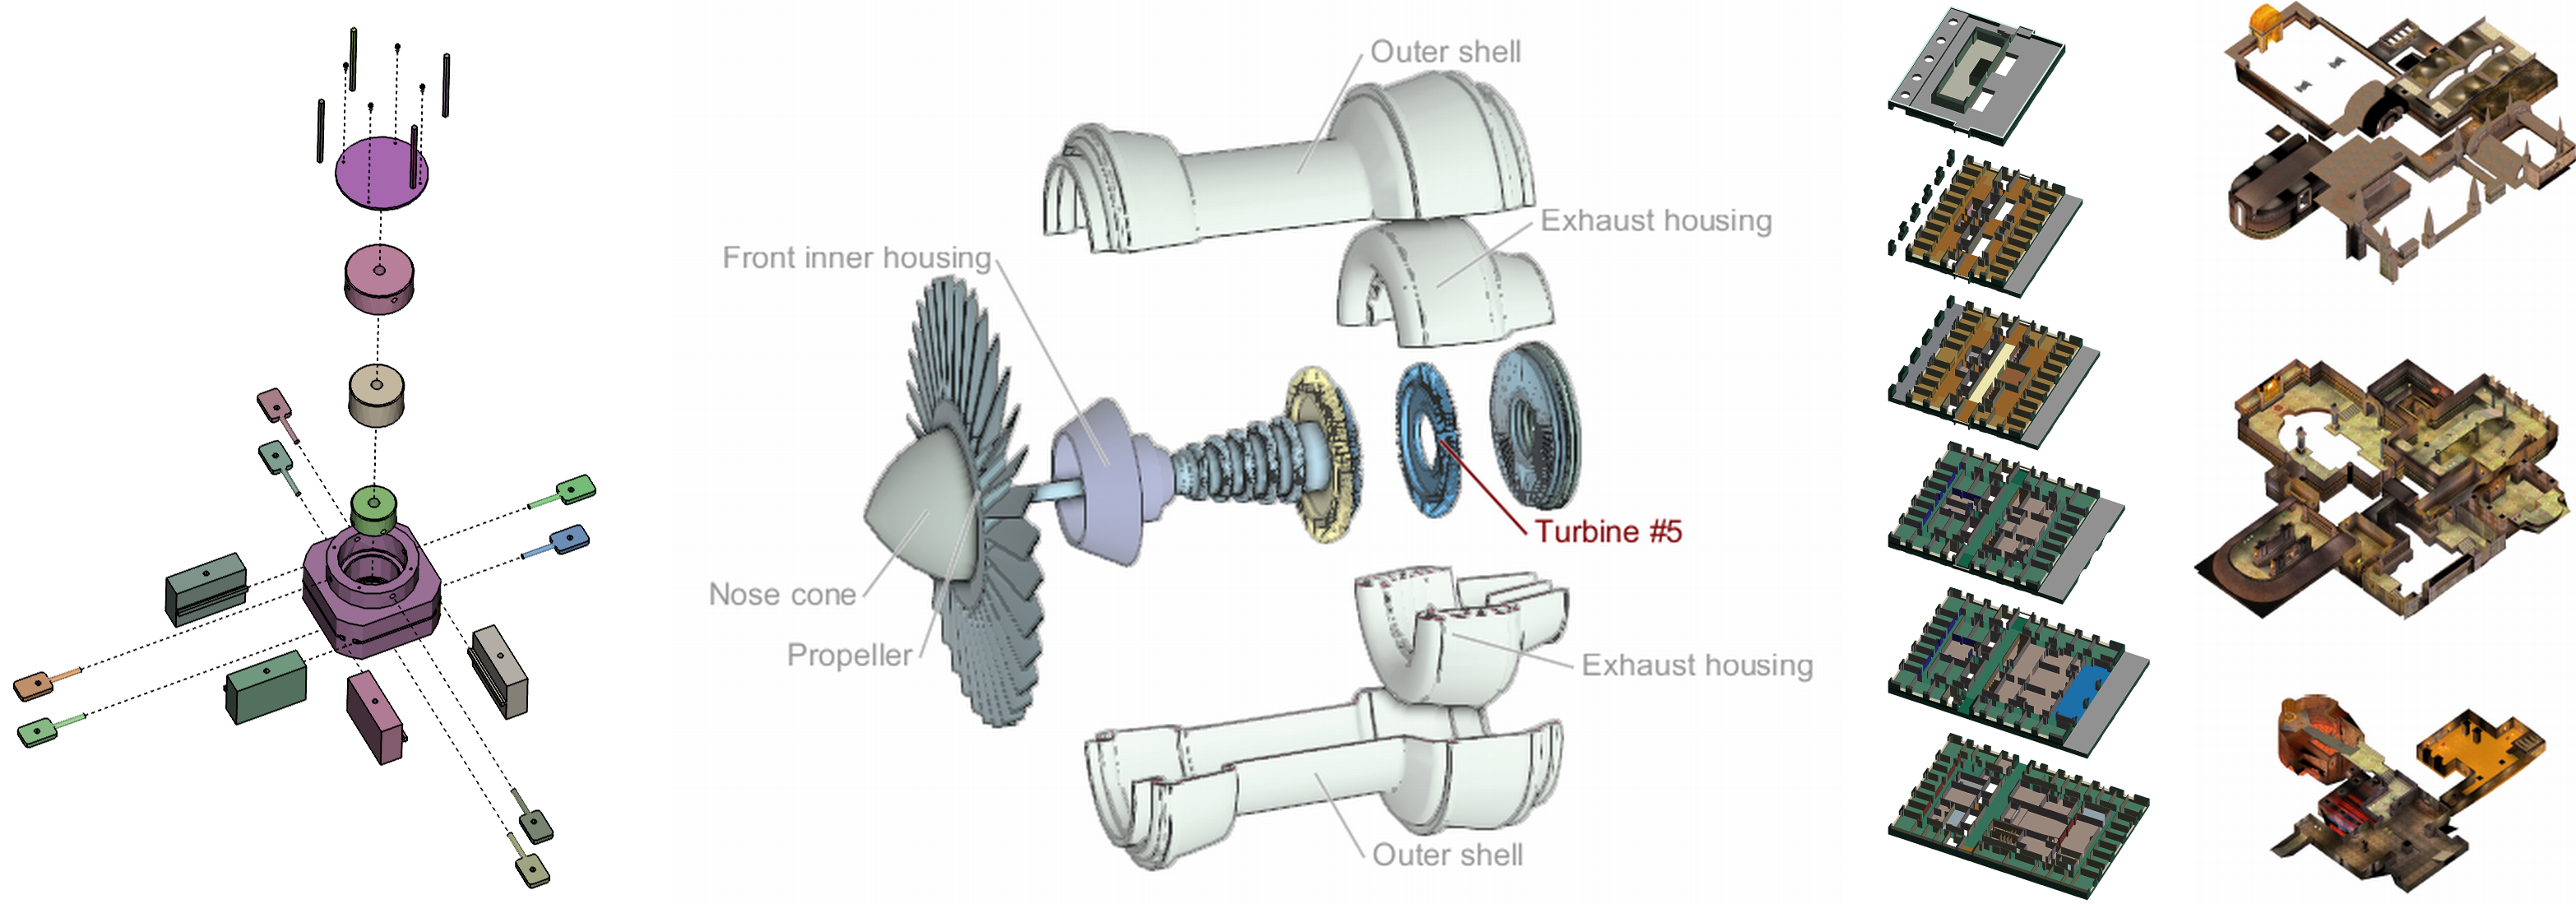 Outer shell
Exhaust housing
Front inner housing
Turbine #5
Nose cone
Propeller
Exhaust housing
Outer shell